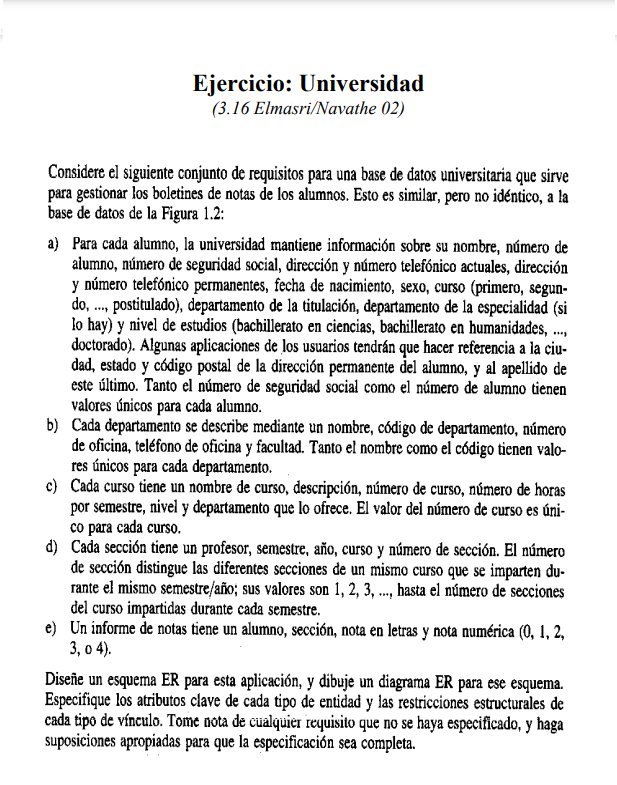 Ejercicio: Universidad
(3.16 Elmasri/Navathe 02)
Considere el siguiente conjunto de requisitos para una base de datos universitaria que sirve
para gestionar los boletines de notas de los alumnos. Esto es similar, pero no idéntico, a la
base de datos de la Figura 1.2:
a) Para cada alumno, la universidad mantiene información sobre su nombre, número de
alumno, número de seguridad social, dirección y número telefónico actuales, dirección
y número telefónico permanentes, fecha de nacimiento, sexo, curso (primero, segun-
do, ..., postitulado), departamento de la titulación, departamento de la especialidad (si
lo hay) y nivel de estudios (bachillerato en ciencias, bachillerato en humanidades, ...,
doctorado). Algunas aplicaciones de los usuarios tendrán que hacer referencia a la ciu-
dad, estado y código postal de la dirección permanente del alumno, y al apellido de
este último. Tanto el número de seguridad social como el número de alumno tienen
valores únicos para cada alumno.
b) Cada departamento se describe mediante un nombre, código de departamento, número
de oficina, teléfono de oficina y facultad. Tanto el nombre como el código tienen valo-
res únicos para cada departamento.
c) Cada curso tiene un nombre de curso, descripción, número de curso, número de horas
por semestre, nivel y departamento que lo ofrece. El valor del número de curso es úni-
co para cada curso.
d) Cada sección tiene un profesor, semestre, año, curso y número de sección. El número
de sección distingue las diferentes secciones de un mismo curso que se imparten du-
rante el mismo semestre/año; sus valores son 1, 2, 3, ..., hasta el número de secciones
del curso impartidas durante cada semestre.
e) Un informe de notas tiene un alumno, sección, nota en letras y nota numérica (0, 1, 2,
3, o 4).
Diseñe un esquema ER para esta aplicación, y dibuje un diagrama ER para ese esquema.
Especifique los atributos clave de cada tipo de entidad y las restricciones estructurales de
cada tipo de vínculo. Tome nota de cualquier requisito que no se haya especificado, y haga
suposiciones apropiadas para que la especificación sea completa.